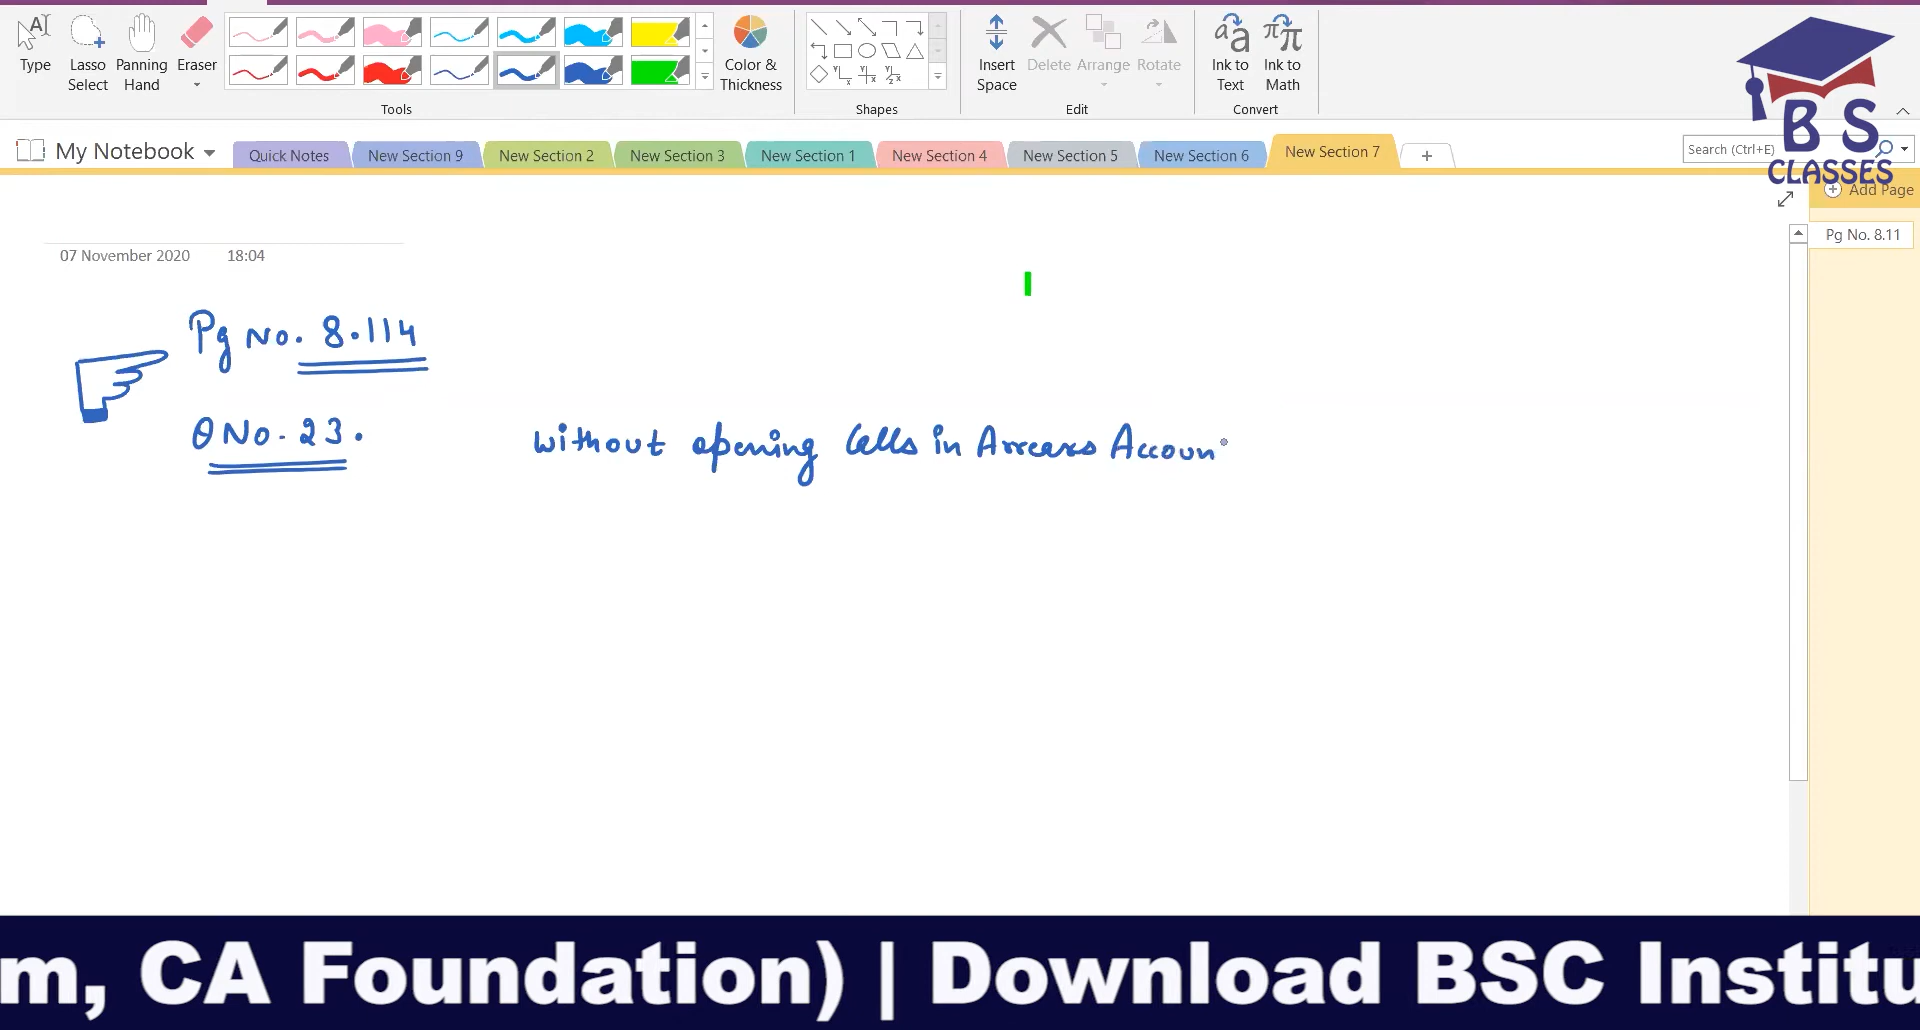 Type
Lasso Select
Panning Hand
Eraser
Color & Thickness
Insert Space
Delete
Arrange
Rotate
Ink to Text
Ink to Math
Tools
Shapes
Edit
Convert
B S
CLASSES
My Notebook
Quick Notes
New Section 9
New Section 2
New Section 3
New Section 1
New Section 4
New Section 5
New Section 6
New Section 7
Search (Ctrl+E)
Add Page
Pg No. 8.11
07 November 2020 18:04
Pg No. 8.114
Q No. 23.
without opening Calls in Arrears Accoun
m, CA Foundation) | Download BSC Institu